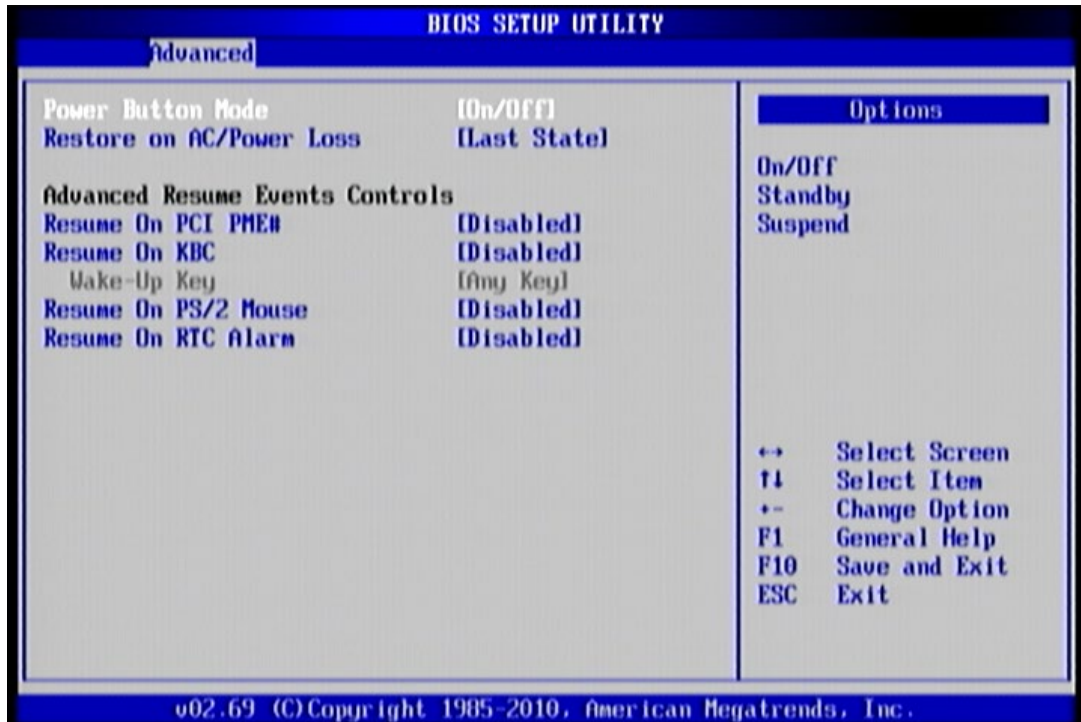 BIOS SETUP UTILITY
Advanced
Power Button Mode [On/Off]
Restore on AC/Power Loss [Last State]
Advanced Resume Events Controls
Resume On PCI PME# [Disabled]
Resume On KBC [Disabled]
Wake-Up Key [Any Key]
Resume On PS/2 Mouse [Disabled]
Resume On RTC Alarm [Disabled]
Options
On/Off
Standby
Suspend
←→ Select Screen
↑↓ Select Item
+- Change Option
F1 General Help
F10 Save and Exit
ESC Exit
v02.69 (C)Copyright 1985-2010, American Megatrends, Inc.